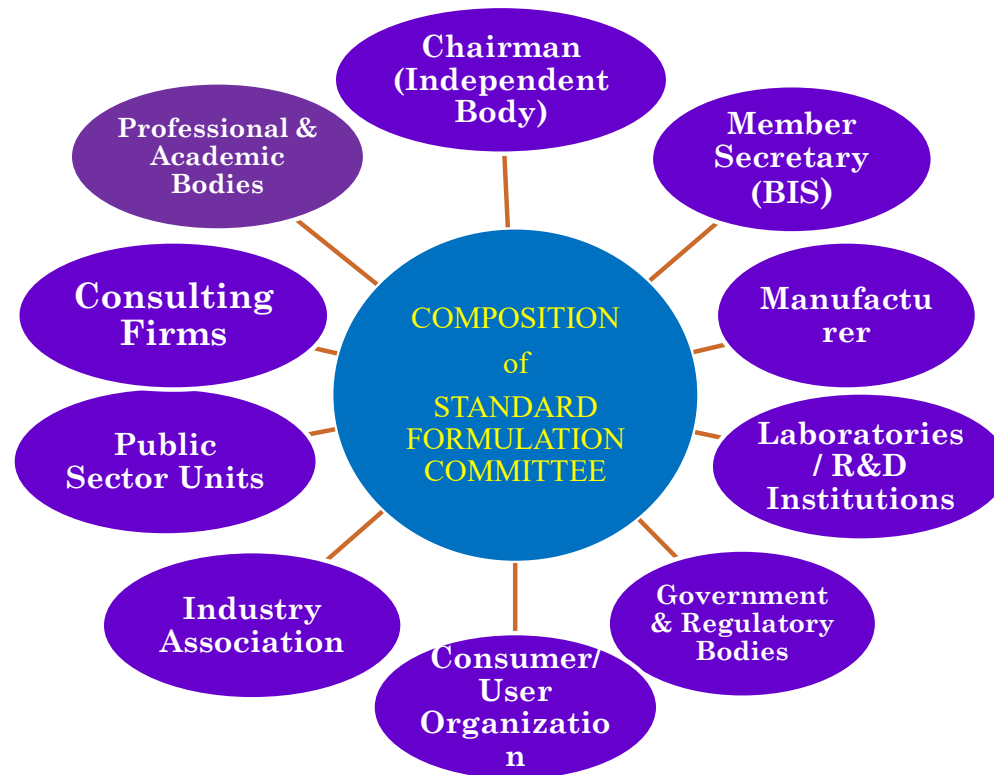 Chairman
(Independent
Body)
Member
Secretary
(BIS)
Manufactu
rer
Laboratories
/ R&D
Institutions
Government
& Regulatory
Bodies
Consumer/
User
Organizatio
n
Industry
Association
Public
Sector Units
Consulting
Firms
Professional &
Academic
Bodies
COMPOSITION
of
STANDARD
FORMULATION
COMMITTEE